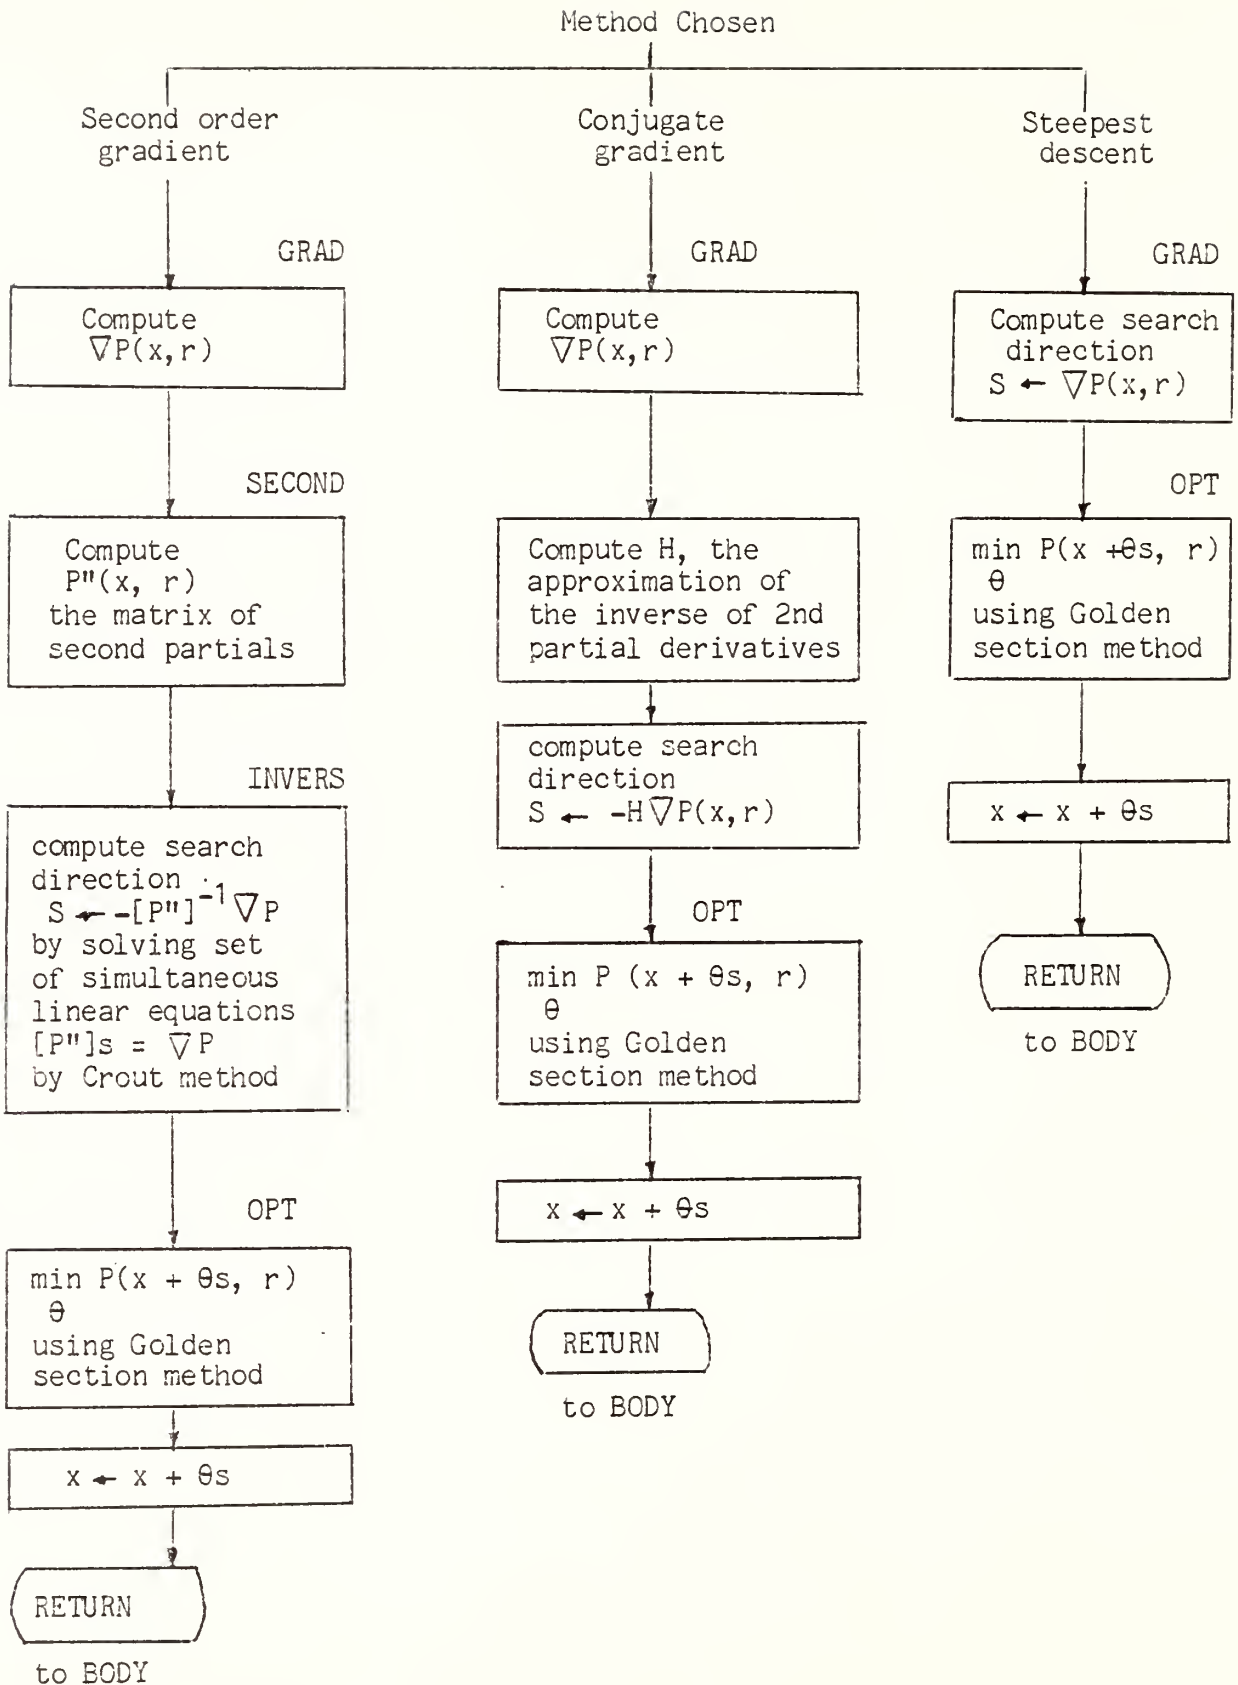 Method Chosen
Second order
gradient
GRAD
Compute
∇P(x,r)
SECOND
Compute
P"(x, r)
the matrix of
second partials
INVERS
compute search
direction
S ← -[P"]⁻¹ ∇P
by solving set
of simultaneous
linear equations
[P"]s = ∇P
by Crout method
OPT
min P(x + θs, r)
θ
using Golden
section method
x ← x + θs
RETURN
to BODY
Conjugate
gradient
GRAD
Compute
∇P(x,r)
Compute H, the
approximation of
the inverse of 2nd
partial derivatives
compute search
direction
S ← -H∇P(x,r)
OPT
min P (x + θs, r)
θ
using Golden
section method
x ← x + θs
RETURN
to BODY
Steepest
descent
GRAD
Compute search
direction
S ← ∇P(x,r)
OPT
min P(x +θs, r)
θ
using Golden
section method
x ← x + θs
RETURN
to BODY